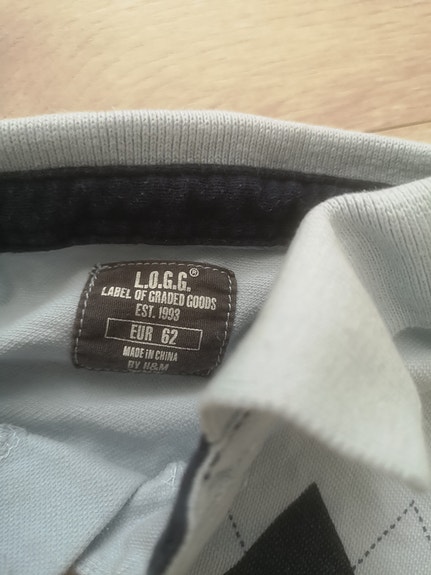 L.O.G.G.®
LABEL OF GRADED GOODS
EST. 1993
EUR 62
MADE IN CHINA
BY H&M